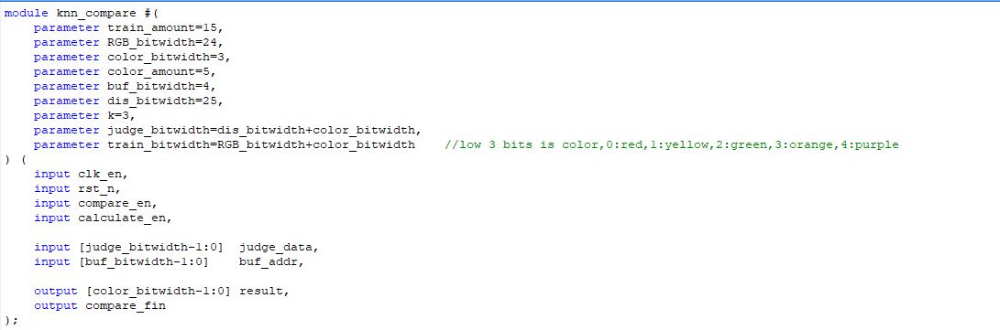 module knn_compare #(
    parameter train_amount=15,
    parameter RGB_bitwidth=24,
    parameter color_bitwidth=3,
    parameter color_amount=5,
    parameter buf_bitwidth=4,
    parameter dis_bitwidth=25,
    parameter k=3,
    parameter judge_bitwidth=dis_bitwidth+color_bitwidth,
    parameter train_bitwidth=RGB_bitwidth+color_bitwidth    //low 3 bits is color,0:red,1:yellow,2:green,3:orange,4:purple
) (
    input clk_en,
    input rst_n,
    input compare_en,
    input calculate_en,

    input [judge_bitwidth-1:0]  judge_data,
    input [buf_bitwidth-1:0]    buf_addr,

    output [color_bitwidth-1:0] result,
    output compare_fin
);